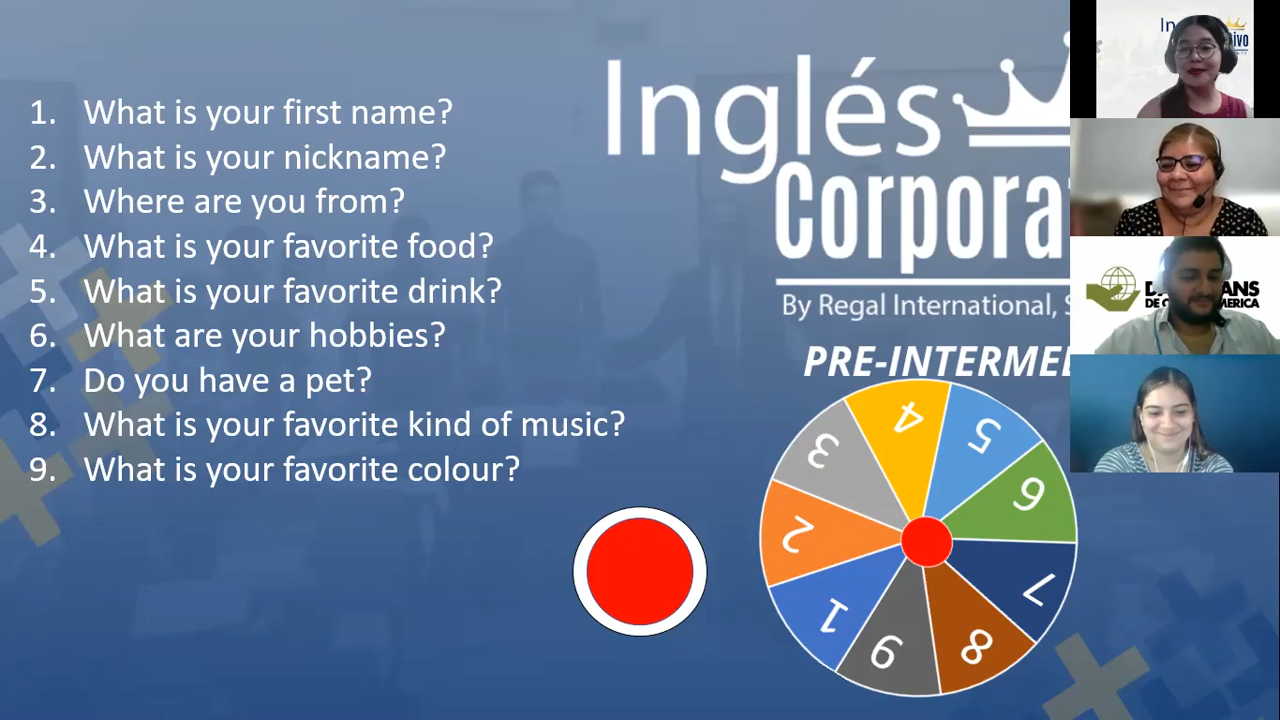 1. What is your first name?
2. What is your nickname?
3. Where are you from?
4. What is your favorite food?
5. What is your favorite drink?
6. What are your hobbies?
7. Do you have a pet?
8. What is your favorite kind of music?
9. What is your favorite colour?
Inglés
Corpora
By Regal International, S
PRE-INTERME
4
5
3
6
2
7
1
8
9
DE
AMERICA